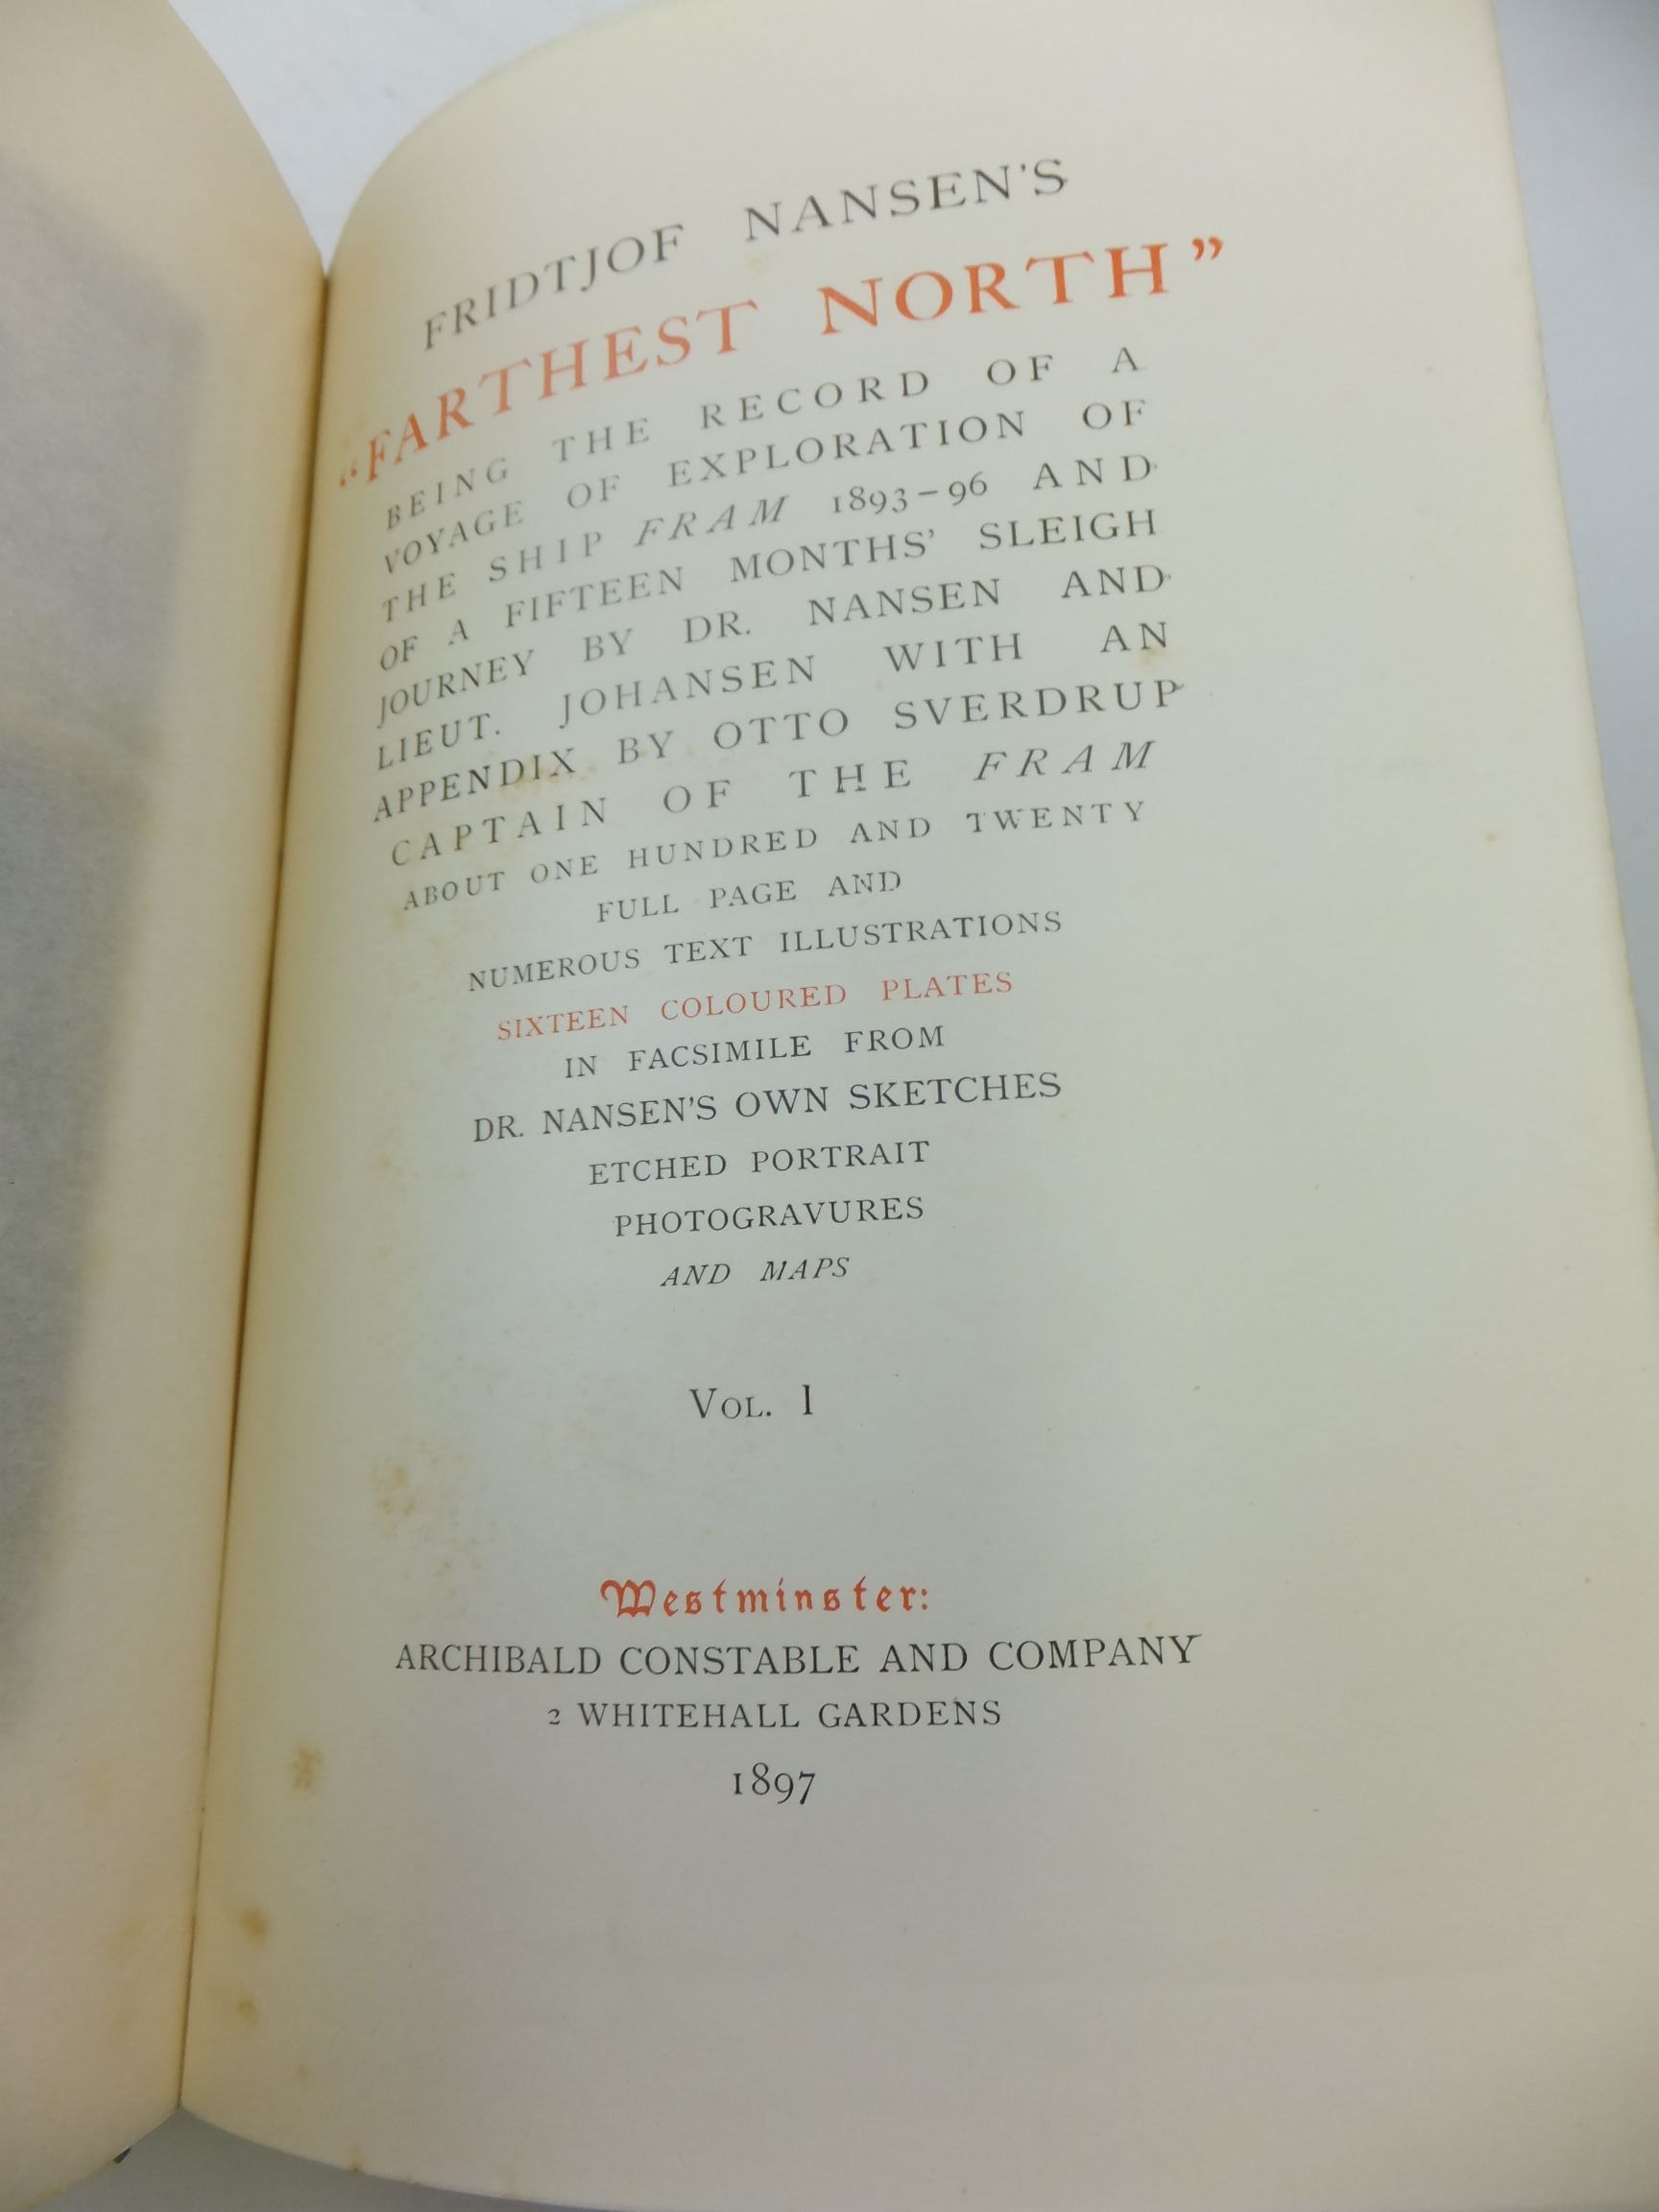 FRIDTJOF NANSEN'S
“FARTHEST NORTH”
BEING THE RECORD OF A
VOYAGE OF EXPLORATION OF
THE SHIP FRAM 1893-96 AND
OF A FIFTEEN MONTHS' SLEIGH
JOURNEY BY DR. NANSEN AND
LIEUT. JOHANSEN WITH AN
APPENDIX BY OTTO SVERDRUP
CAPTAIN OF THE FRAM
ABOUT ONE HUNDRED AND TWENTY
FULL PAGE AND
NUMEROUS TEXT ILLUSTRATIONS
SIXTEEN COLOURED PLATES
IN FACSIMILE FROM
DR. NANSEN'S OWN SKETCHES
ETCHED PORTRAIT
PHOTOGRAVURES
AND MAPS
VOL. I
Westminster:
ARCHIBALD CONSTABLE AND COMPANY
2 WHITEHALL GARDENS
1897